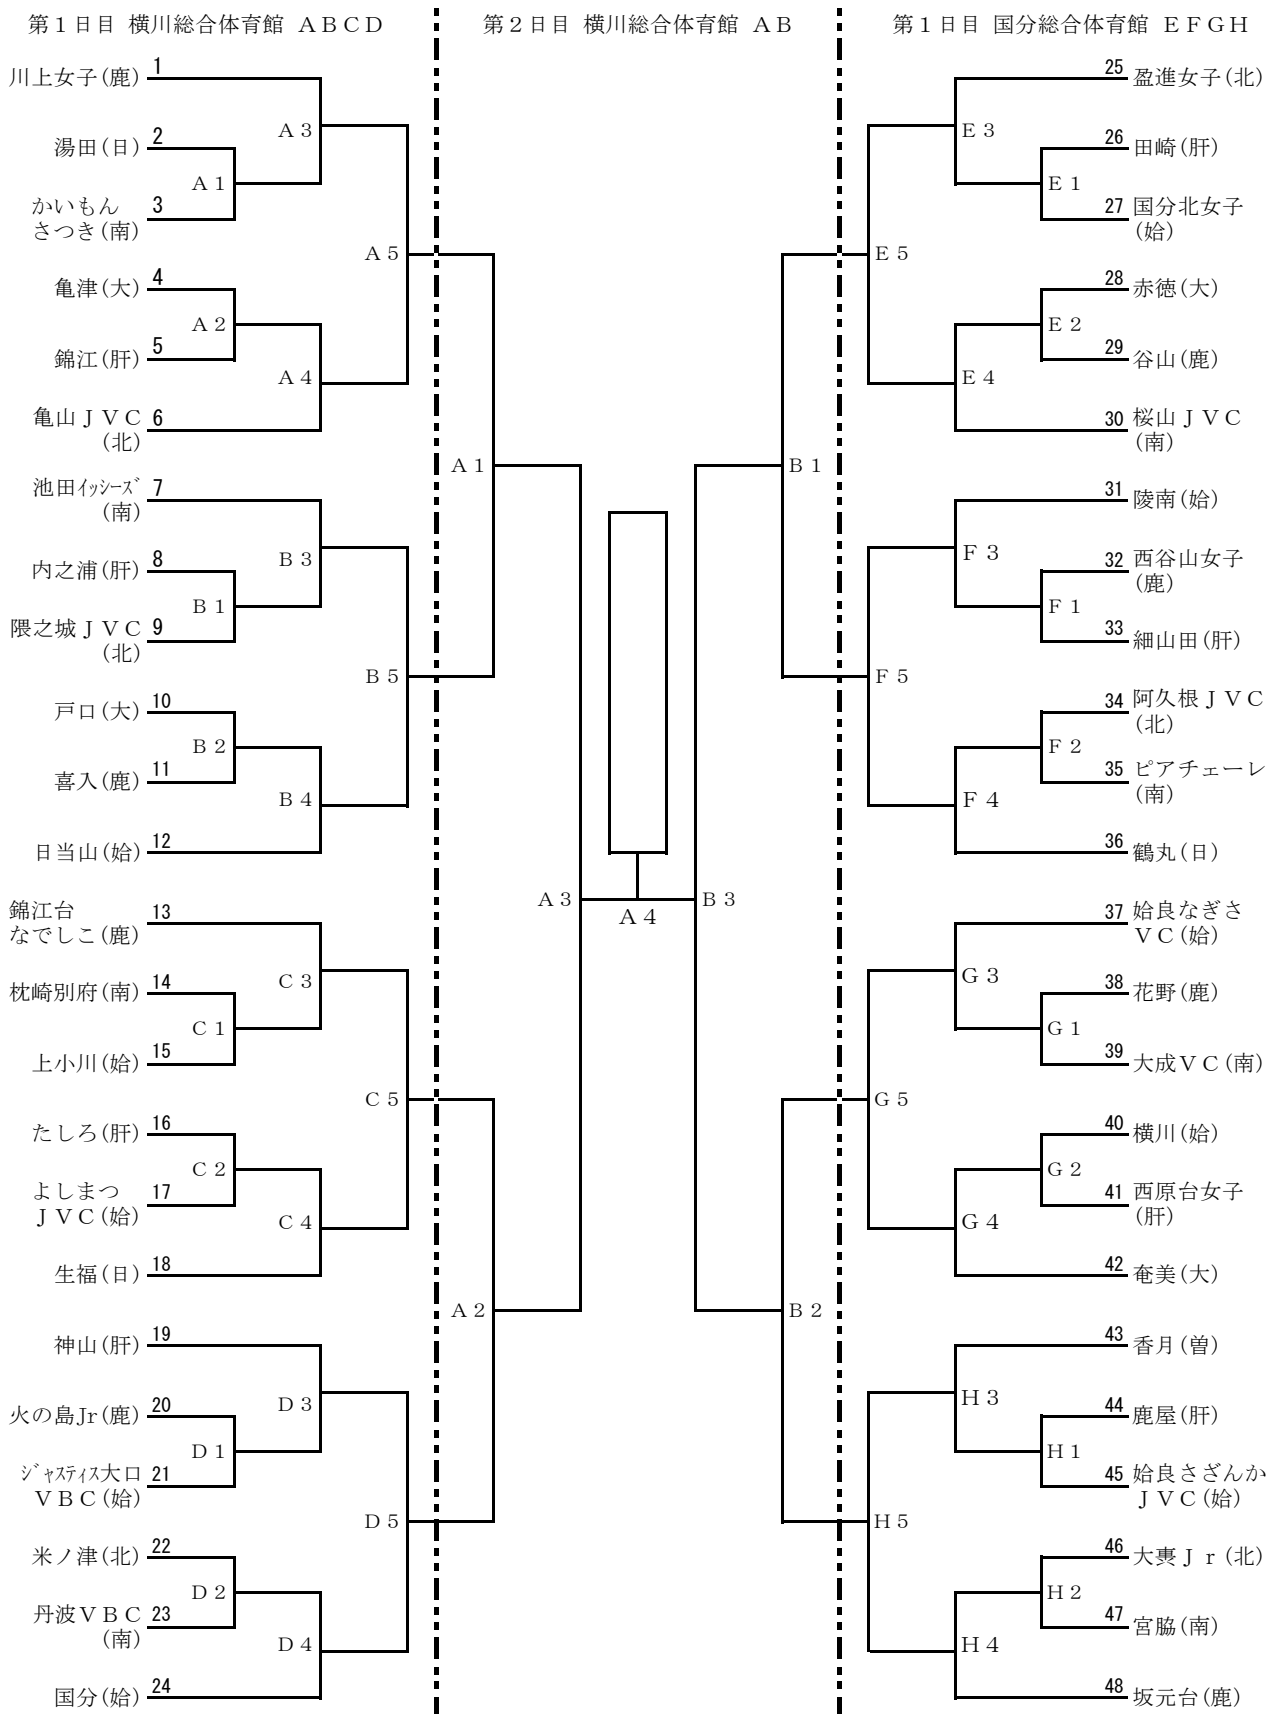 第１日目 横川総合体育館 ＡＢＣＤ
第２日目 横川総合体育館 ＡＢ
第１日目 国分総合体育館 ＥＦＧＨ
川上女子(鹿) 1
湯田(日) 2
かいもん
さつき(南) 3
亀津(大) 4
錦江(肝) 5
亀山ＪＶＣ
(北) 6
池田ｲｯｼｰｽﾞ
(南) 7
内之浦(肝) 8
隈之城ＪＶＣ
(北) 9
戸口(大) 10
喜入(鹿) 11
日当山(始) 12
錦江台
なでしこ(鹿) 13
枕崎別府(南) 14
上小川(始) 15
たしろ(肝) 16
よしまつ
ＪＶＣ(始) 17
生福(日) 18
神山(肝) 19
火の島Jr(鹿) 20
ｼﾞｬｽﾃｨｽ大口
ＶＢＣ(始) 21
米ノ津(北) 22
丹波ＶＢＣ
(南) 23
国分(始) 24
Ａ３
Ａ１
Ａ５
Ａ２
Ａ４
Ｂ３
Ｂ１
Ｂ５
Ｂ２
Ｂ４
Ｃ３
Ｃ１
Ｃ５
Ｃ２
Ｃ４
Ｄ３
Ｄ１
Ｄ５
Ｄ２
Ｄ４
Ａ１
Ａ２
Ａ３
Ａ４
Ｂ３
Ｂ１
Ｂ２
Ｅ３
Ｅ１
Ｅ５
Ｅ２
Ｅ４
Ｆ３
Ｆ１
Ｆ５
Ｆ２
Ｆ４
Ｇ３
Ｇ１
Ｇ５
Ｇ２
Ｇ４
Ｈ３
Ｈ１
Ｈ５
Ｈ２
Ｈ４
25 盈進女子(北)
26 田崎(肝)
27 国分北女子
(始)
28 赤徳(大)
29 谷山(鹿)
30 桜山ＪＶＣ
(南)
31 陵南(始)
32 西谷山女子
(鹿)
33 細山田(肝)
34 阿久根ＪＶＣ
(北)
35 ピアチェーレ
(南)
36 鶴丸(日)
37 姶良なぎさ
ＶＣ(始)
38 花野(鹿)
39 大成ＶＣ(南)
40 横川(始)
41 西原台女子
(肝)
42 奄美(大)
43 香月(曽)
44 鹿屋(肝)
45 姶良さざんか
ＪＶＣ(始)
46 大裏Ｊｒ(北)
47 宮脇(南)
48 坂元台(鹿)